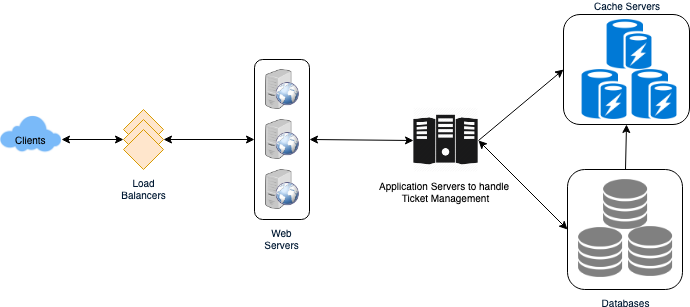 Cache Servers
Clients
Load
Balancers
Web
Servers
Application Servers to handle
Ticket Management
Databases